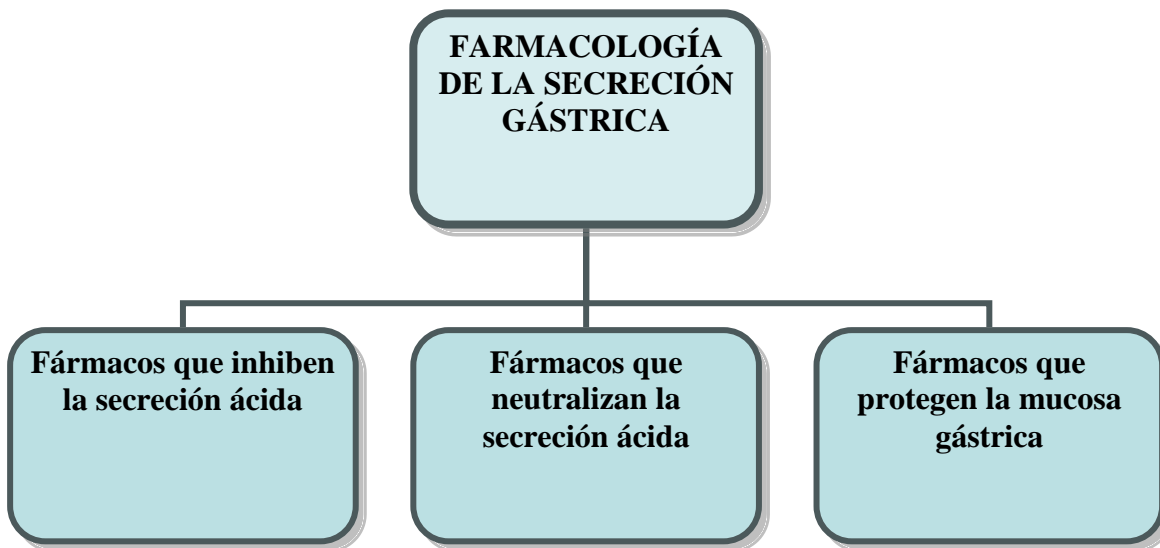 FARMACOLOGÍA
DE LA SECRECIÓN
GÁSTRICA
Fármacos que inhiben
la secreción ácida
Fármacos que
neutralizan la
secreción ácida
Fármacos que
protegen la mucosa
gástrica